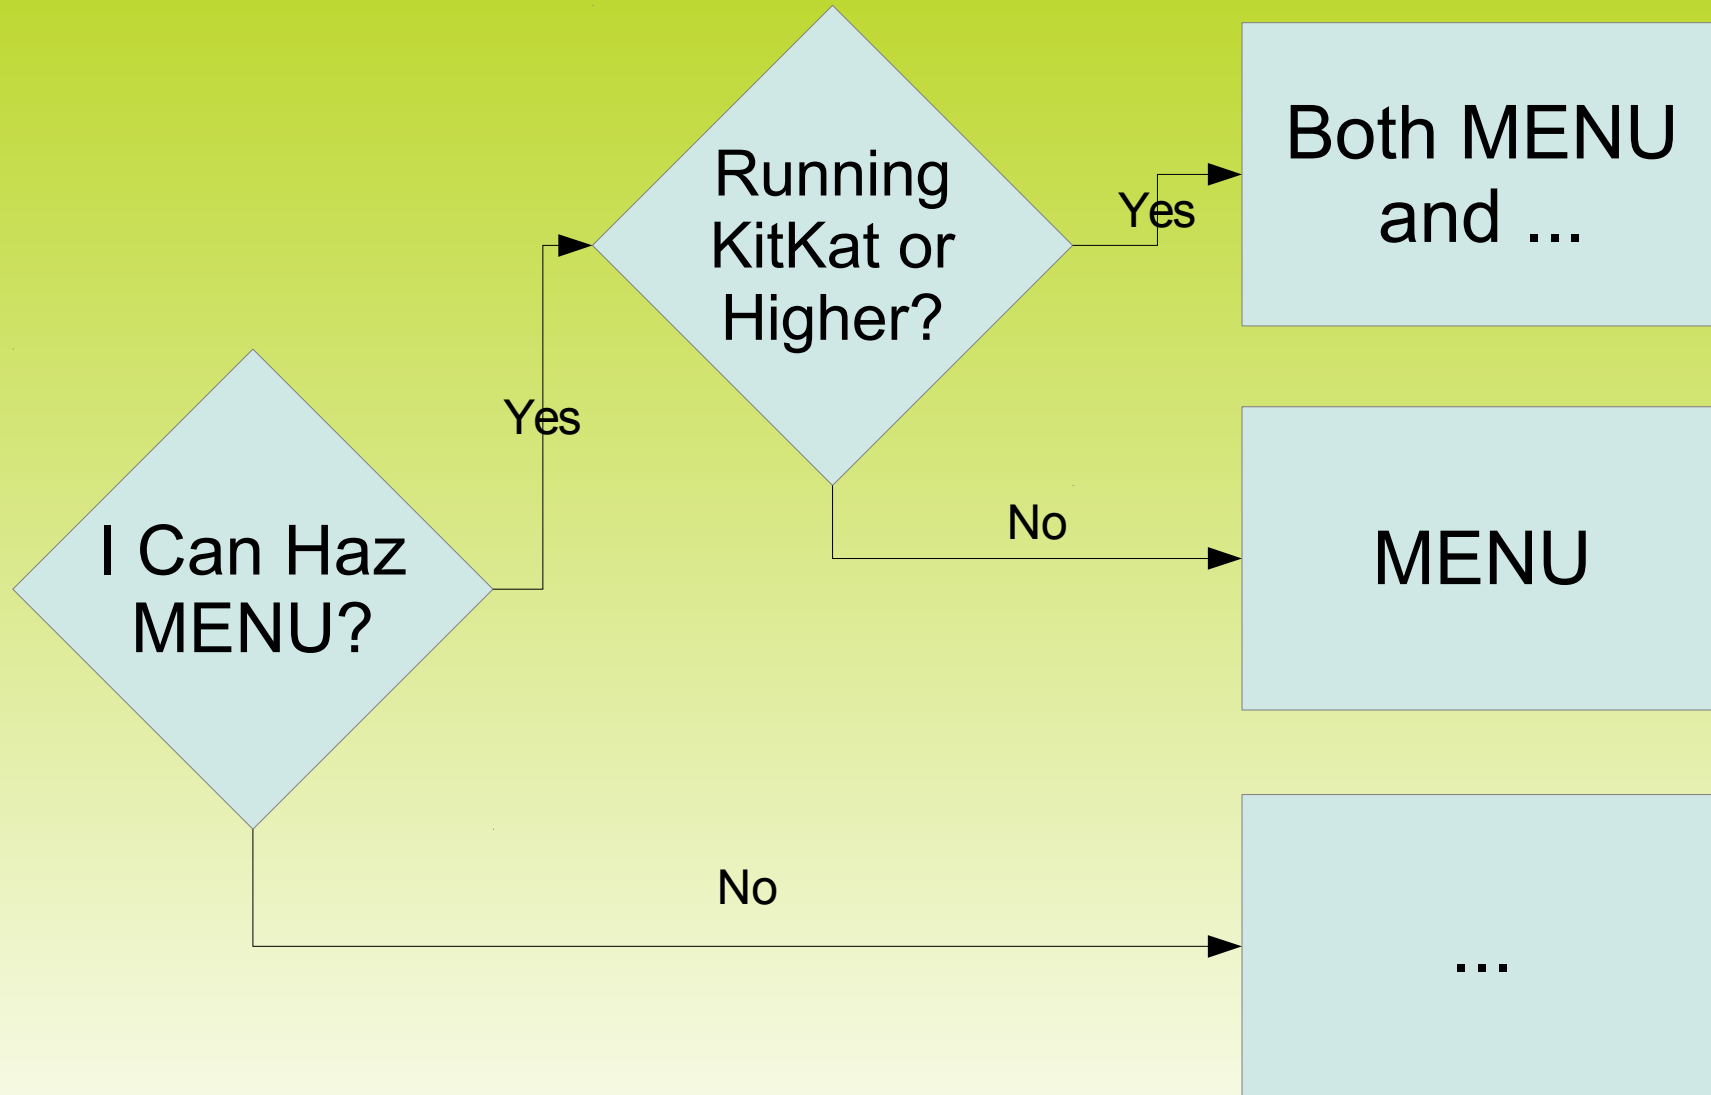 I Can Haz
MENU?
Yes
No
Running
KitKat or
Higher?
Yes
No
Both MENU
and ...
MENU
...